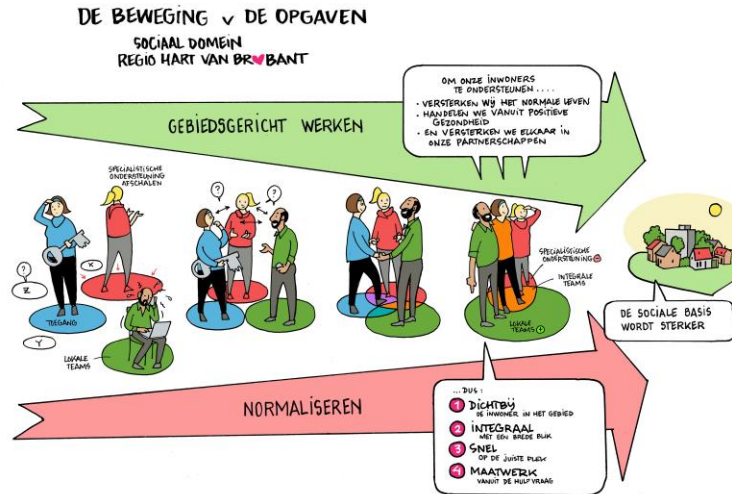 DE BEWEGING v DE OPGAVEN
SOCIAAL DOMEIN
REGIO HART VAN BR♥BANT
OM ONZE INWONERS
TE ONDERSTEUNEN ....
• VERSTERKEN WIJ HET NORMALE LEVEN
• HANDELEN WE VANUIT POSITIEVE
GEZONDHEID
• EN VERSTERKEN WE ELKAAR IN
ONZE PARTNERSCHAPPEN
GEBIEDSGERICHT WERKEN
SPECIALISTISCHE
ONDERSTEUNING
AFSCHALEN
?
?
?
Z
X
Y
TOEGANG
LOKALE
TEAMS
SPECIALISTISCHE
ONDERSTEUNING
INTEGRALE
TEAMS
LOKALE
TEAMS
DE SOCIALE BASIS
WORDT STERKER
NORMALISEREN
... DUS:
1 DICHTBIJ
DE INWONER IN HET GEBIED
2 INTEGRAAL
MET EEN BREDE BLIK
3 SNEL
OP DE JUISTE PLEK
4 MAATWERK
VANUIT DE HULPVRAAG